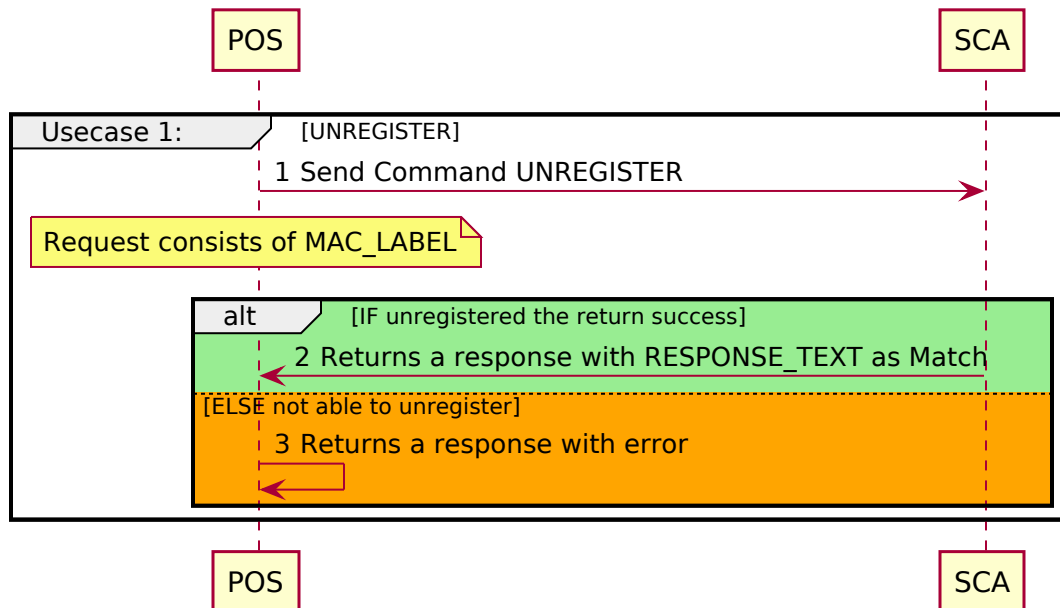 POS SCA
Usecase 1: [UNREGISTER]
1 Send Command UNREGISTER
Request consists of MAC_LABEL
alt [IF unregistered the return success]
2 Returns a response with RESPONSE_TEXT as Match
[ELSE not able to unregister]
3 Returns a response with error
POS SCA